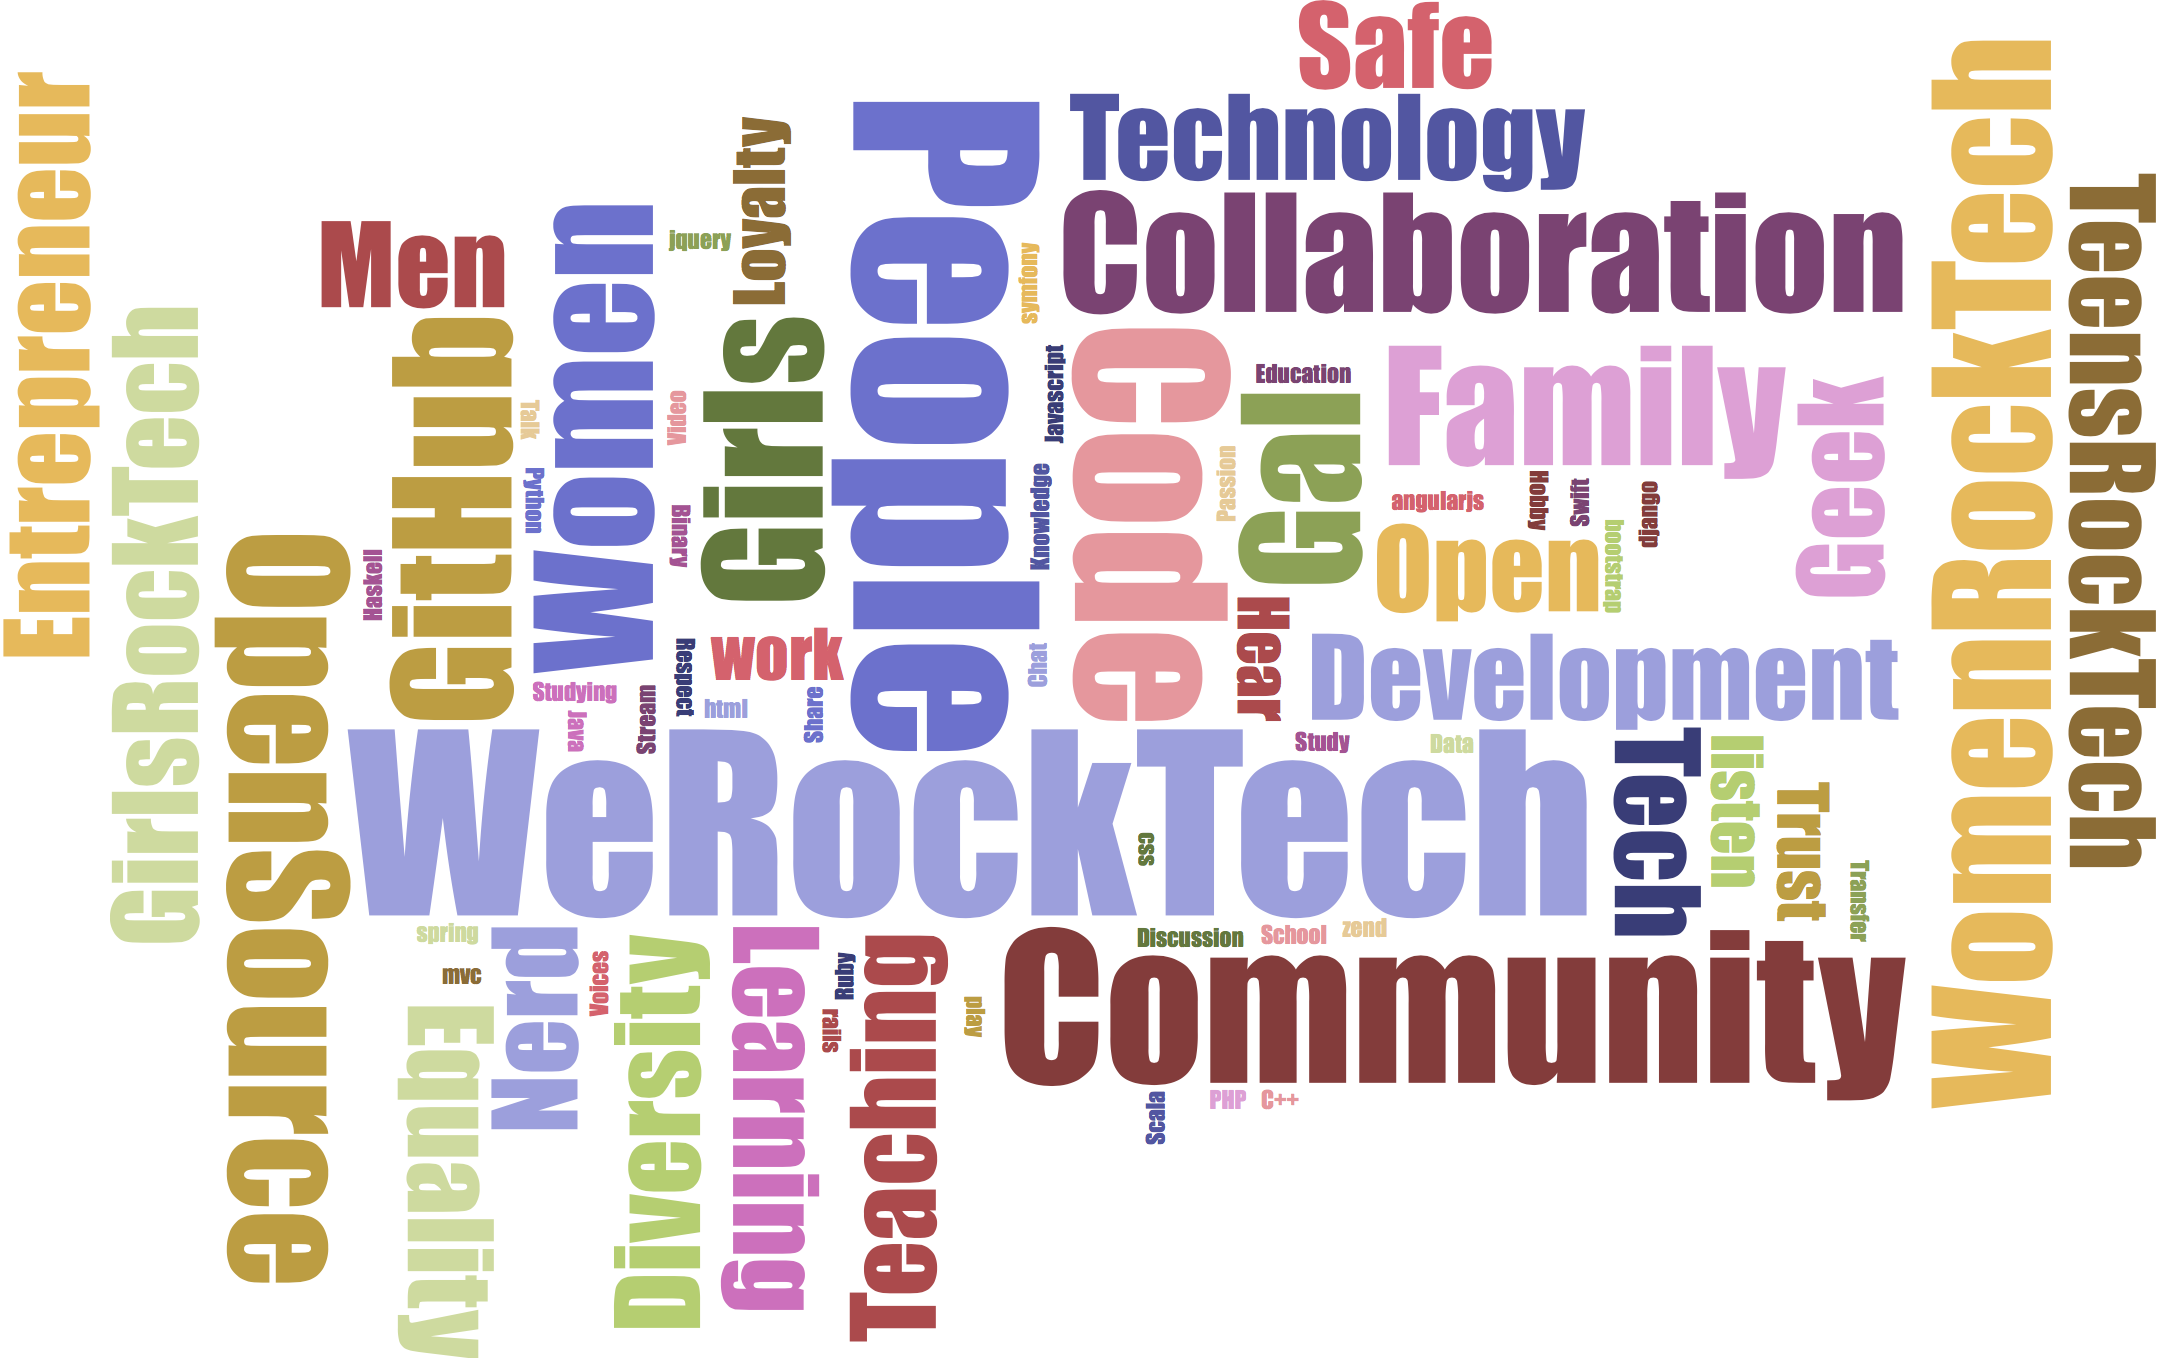 Safe
Technology
Collaboration
Entrepreneur
GirlsRockTech
Men
GitHub
Women
jquery
Loyalty
Girls
People
symfony
Javascript
Code
Education
Gal
Family
Geek
WomenRockTech
TeensRockTech
OpenSource
Haskell
Talk
Python
Video
Binary
Knowledge
Passion
angularjs
Hobby
Swift
bootstrap
django
Open
Hear
Development
work
Respect
Studying
Java
Stream
html
Share
Chat
WeRockTech
css
Study
Data
Tech
listen
Trust
Transfer
spring
mvc
Nerd
Voices
Equality
Diversity
Learning
Ruby
rails
Teaching
play
Discussion
School
zend
Community
Scala
PHP
C++